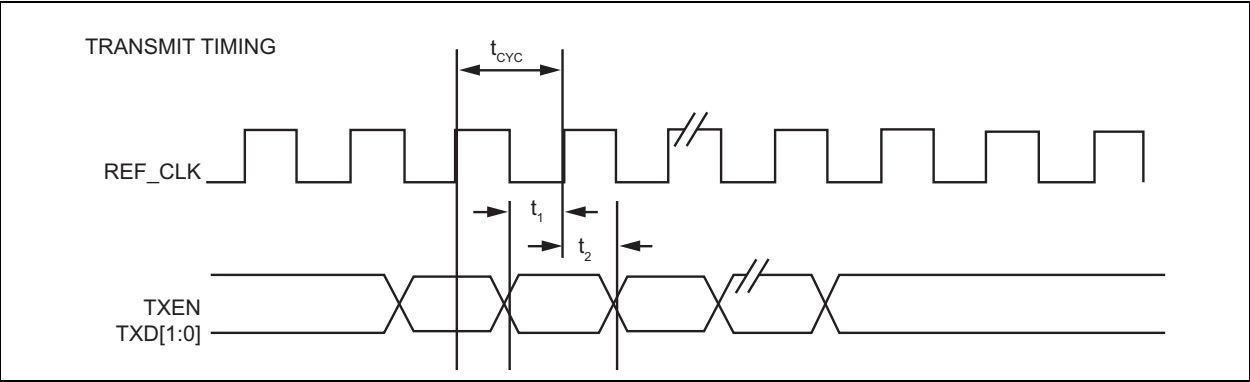 TRANSMIT TIMING
tCYC
REF_CLK
t1
t2
TXEN
TXD[1:0]